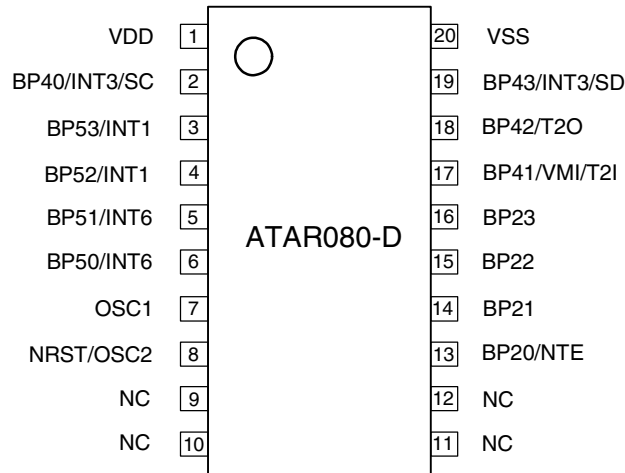 VDD 1 20 VSS
BP40/INT3/SC 2 19 BP43/INT3/SD
BP53/INT1 3 18 BP42/T2O
BP52/INT1 4 17 BP41/VMI/T2I
BP51/INT6 5 16 BP23
ATAR080-D
BP50/INT6 6 15 BP22
OSC1 7 14 BP21
NRST/OSC2 8 13 BP20/NTE
NC 9 12 NC
NC 10 11 NC